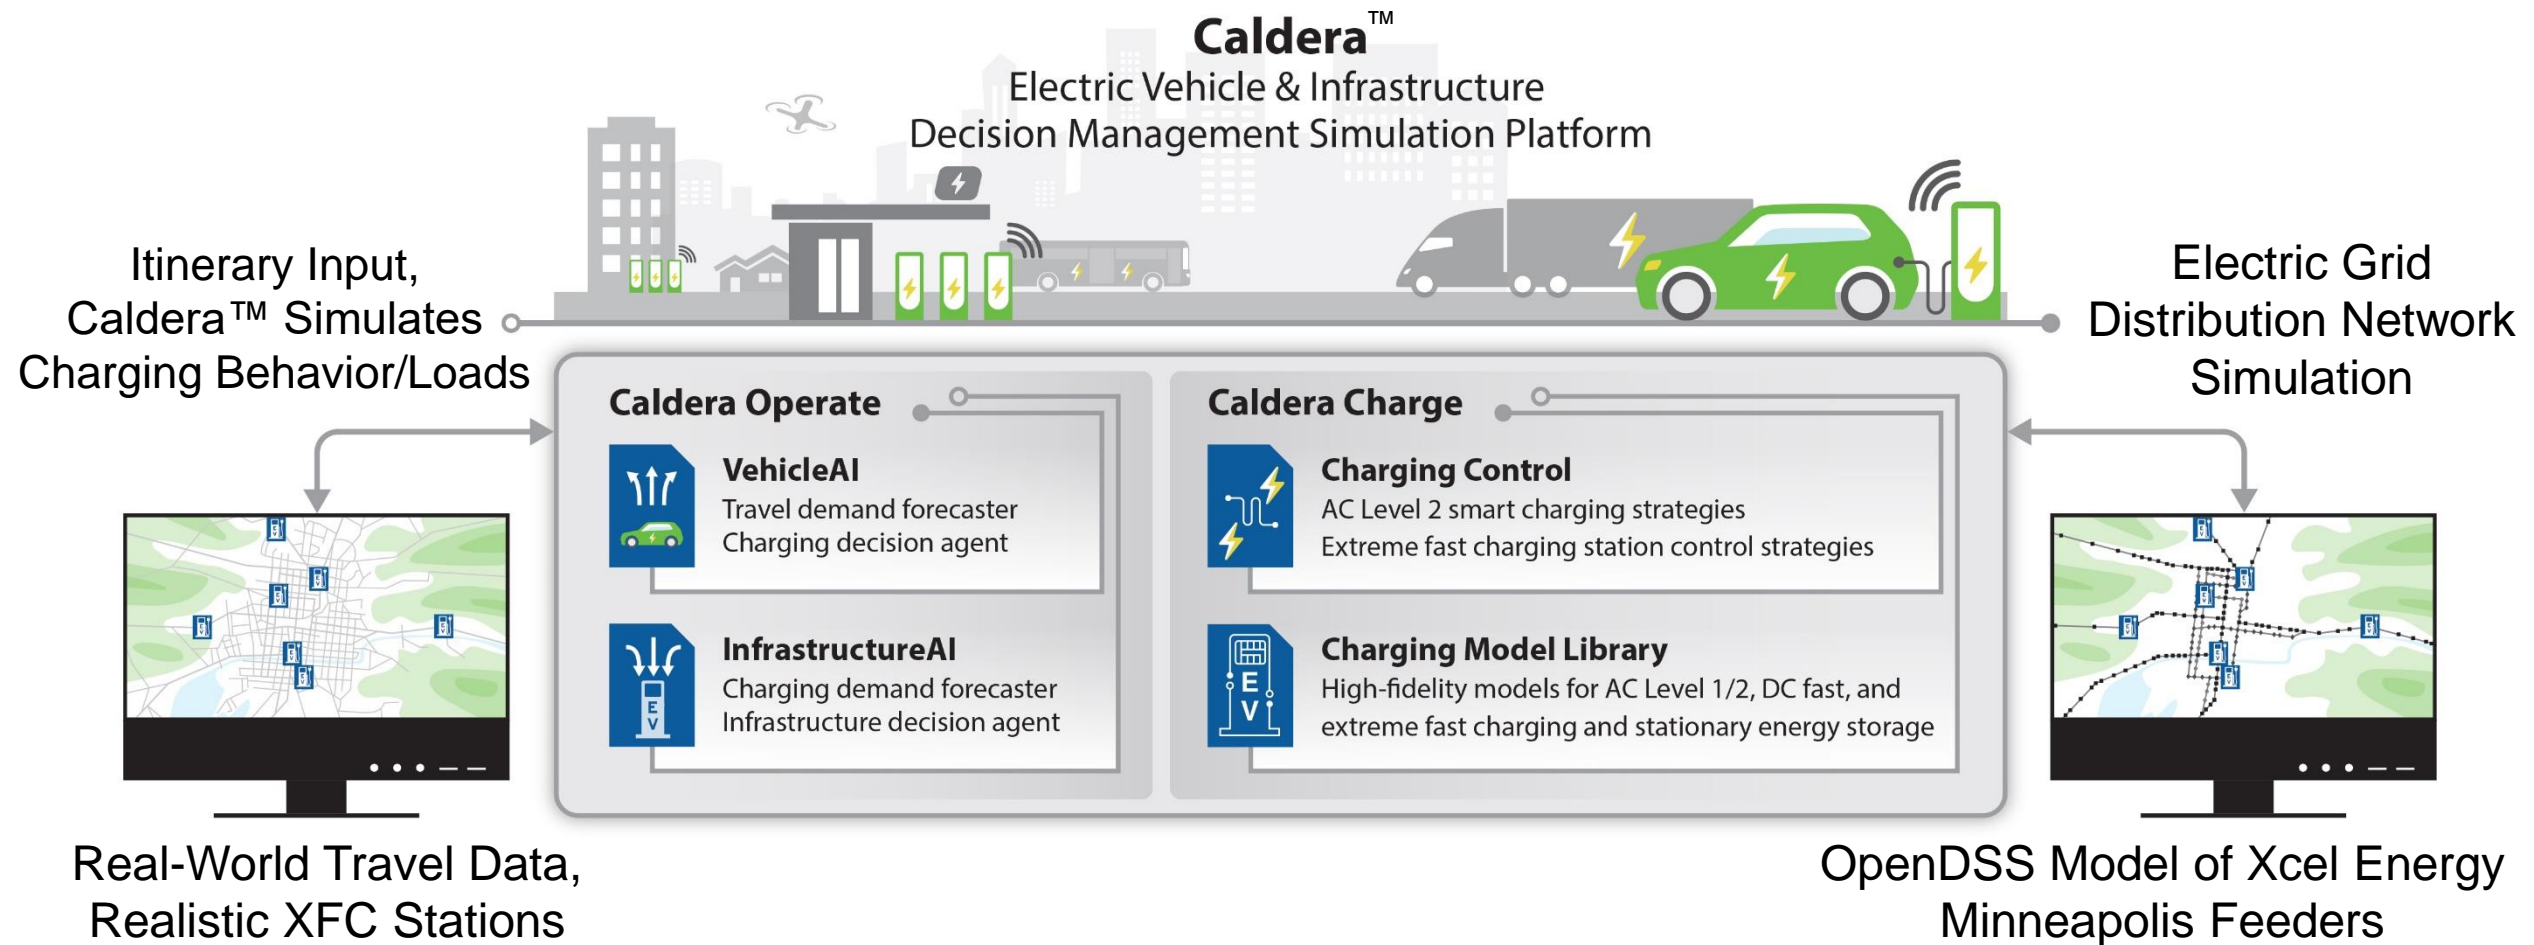 Caldera™
Electric Vehicle & Infrastructure
Decision Management Simulation Platform
Itinerary Input,
Caldera™ Simulates
Charging Behavior/Loads
Electric Grid
Distribution Network
Simulation
Caldera Operate
VehicleAI
Travel demand forecaster
Charging decision agent
InfrastructureAI
EV
Charging demand forecaster
Infrastructure decision agent
Caldera Charge
Charging Control
AC Level 2 smart charging strategies
Extreme fast charging station control strategies
Charging Model Library
E
V
High-fidelity models for AC Level 1/2, DC fast, and
extreme fast charging and stationary energy storage
Real-World Travel Data,
Realistic XFC Stations
OpenDSS Model of Xcel Energy
Minneapolis Feeders